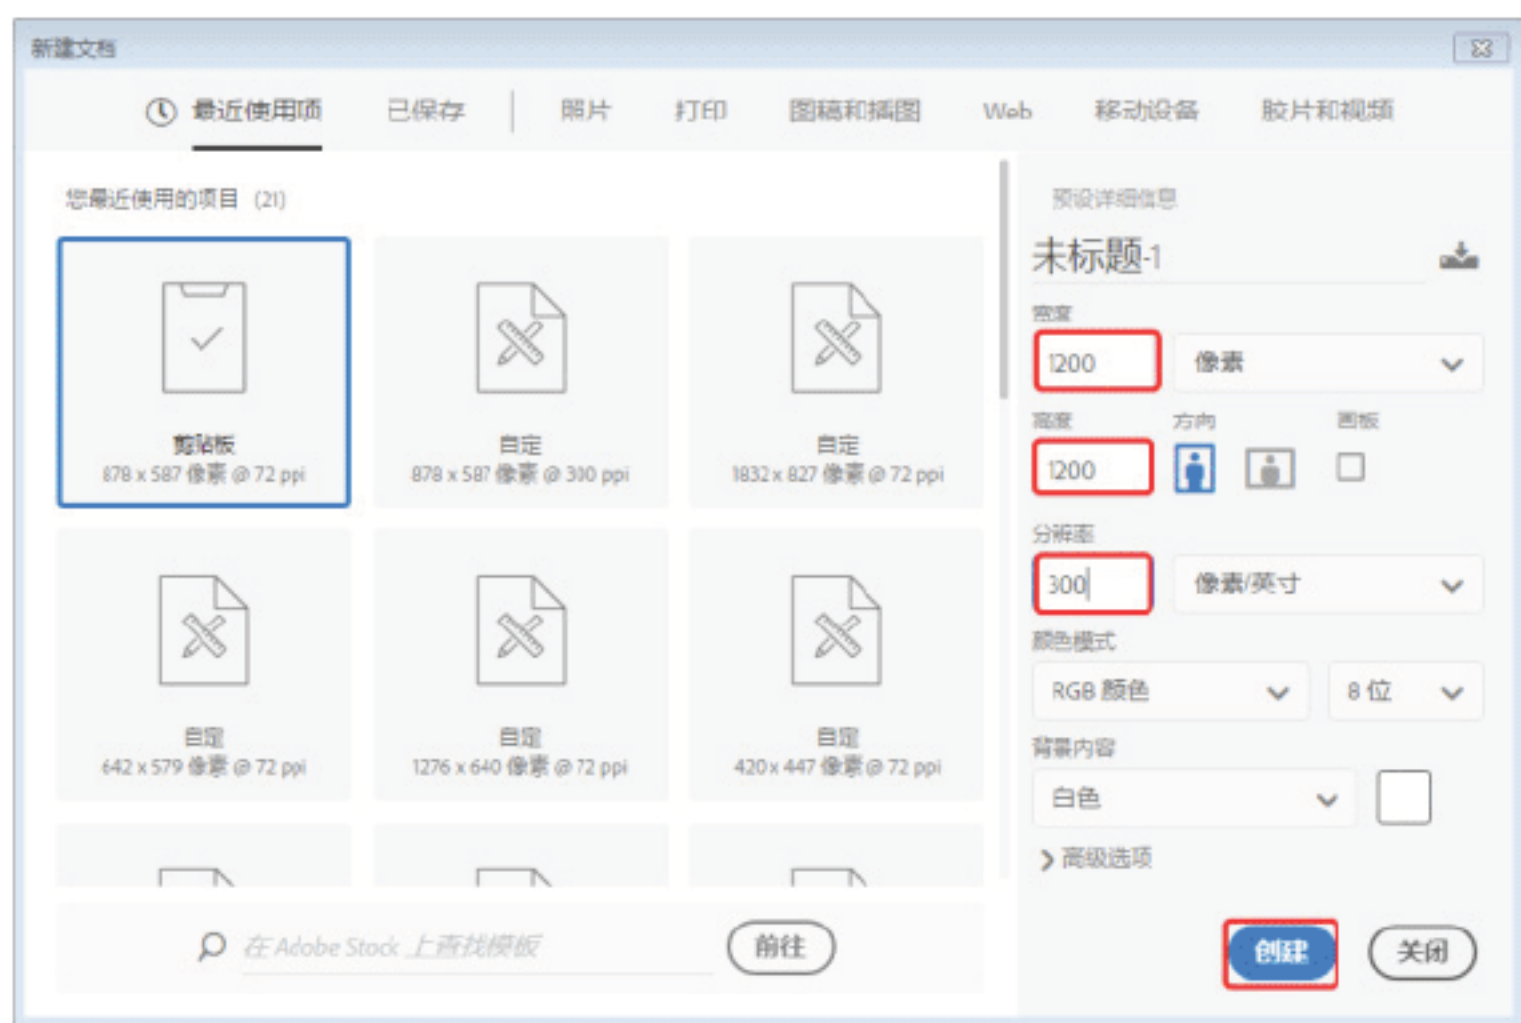 新建文档
最近使用项 已保存 照片 打印 图稿和插图 Web 移动设备 胶片和视频
您最近使用的项目 (21)
剪贴板
878 x 587 像素 @ 72 ppi
自定
878 x 587 像素 @ 300 ppi
自定
1832 x 827 像素 @ 72 ppi
自定
642 x 579 像素 @ 72 ppi
自定
1276 x 640 像素 @ 72 ppi
自定
420 x 447 像素 @ 72 ppi
在 Adobe Stock 上查找模板
前往
预设详细信息
未标题-1
宽度
1200 像素
高度 方向 画板
1200
分辨率
300 像素/英寸
颜色模式
RGB 颜色 8 位
背景内容
白色
高级选项
创建 关闭